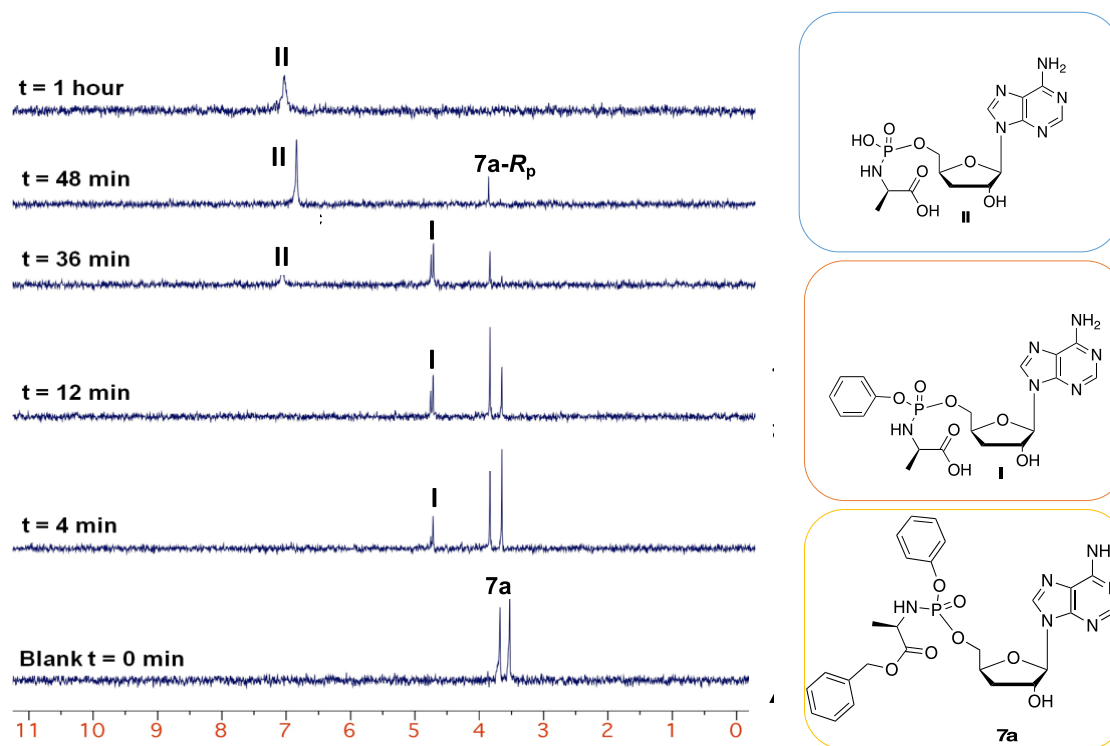 II
t = 1 hour
II
7a-Rp
t = 48 min
I
II
t = 36 min
I
t = 12 min
I
t = 4 min
7a
Blank t = 0 min
11 10 9 8 7 6 5 4 3 2 1 0
NH2
N
N
N
N
O
HO
P
O
O
HN
O
OH
OH
II
NH2
N
N
N
N
O
O
P
O
O
HN
O
OH
OH
I
O
HN
P
O
O
O
O
O
OH
NH
N
N
N
N
7a